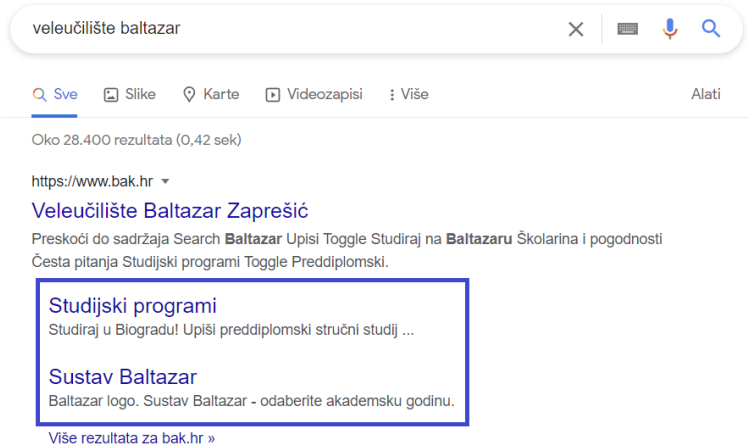 veleučilište baltazar
Sve Slike Karte Videozapisi Više Alati
Oko 28.400 rezultata (0,42 sek)
https://www.bak.hr
Veleučilište Baltazar Zaprešić
Preskoći do sadržaja Search Baltazar Upisi Toggle Studiraj na Baltazaru Školarina i pogodnosti
Česta pitanja Studijski programi Toggle Preddiplomski.
Studijski programi
Studiraj u Biogradu! Upiši preddiplomski stručni studij ...
Sustav Baltazar
Baltazar logo. Sustav Baltazar - odaberite akademsku godinu.
Više rezultata za bak.hr »